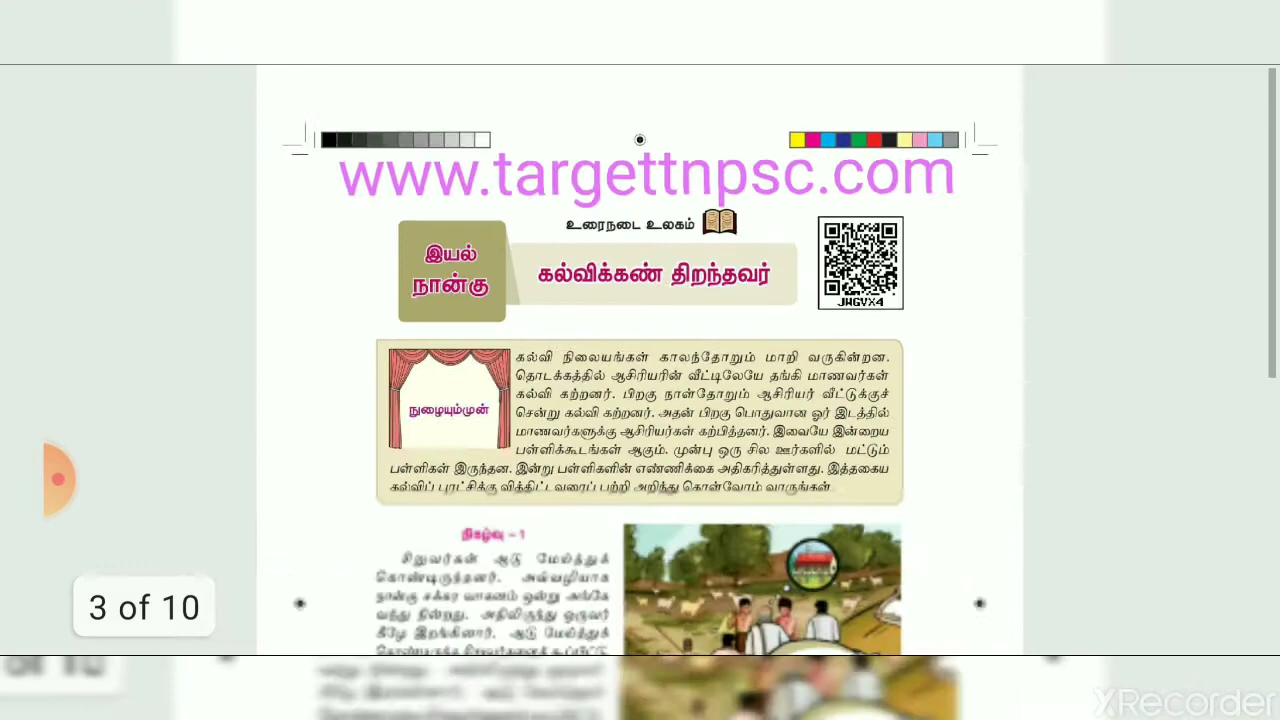 www.targettnpsc.com
உரைநடை உலகம்
இயல்
நான்கு
கல்விக்கண் திறந்தவர்
JWGVX4
நுழையும்முன்
கல்வி நிலையங்கள் காலந்தோறும் மாறி வருகின்றன.
தொடக்கத்தில் ஆசிரியரின் வீட்டிலேயே தங்கி மாணவர்கள்
கல்வி கற்றனர். பிறகு நாள்தோறும் ஆசிரியர் வீட்டுக்குச்
சென்று கல்வி கற்றனர். அதன் பிறகு பொதுவான ஓர் இடத்தில்
மாணவர்களுக்கு ஆசிரியர்கள் கற்பித்தனர். இவையே இன்றைய
பள்ளிக்கூடங்கள் ஆகும். முன்பு ஒரு சில ஊர்களில் மட்டும்
பள்ளிகள் இருந்தன. இன்று பள்ளிகளின் எண்ணிக்கை அதிகரித்துள்ளது. இத்தகைய
கல்விப் புரட்சிக்கு வித்திட்டவரைப் பற்றி அறிந்து கொள்வோம் வாருங்கள்.
நிகழ்வு – 1
சிறுவர்கள் ஆடு மேய்த்துக்
கொண்டிருந்தனர். அவ்வழியாக
நான்கு சக்கர வாகனம் ஒன்று அங்கே
வந்து நின்றது. அதிலிருந்து ஒருவர்
கீழே இறங்கினார். ஆடு மேய்த்துக்
3 of 10
XRecorder